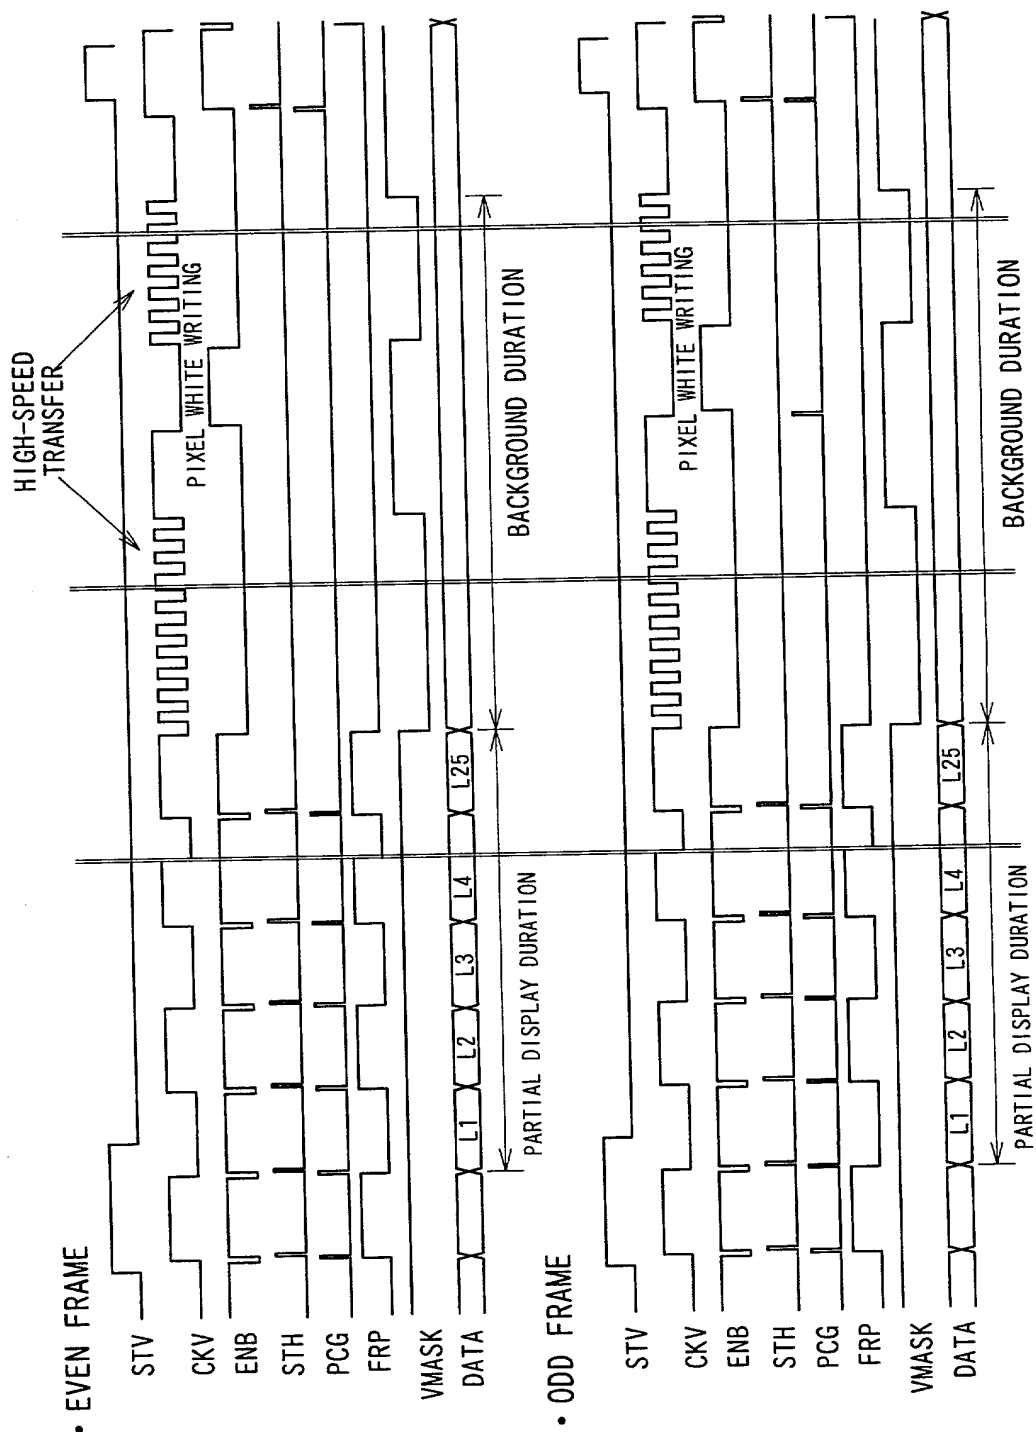 • EVEN FRAME
HIGH-SPEED
TRANSFER
STV
CKV
PIXEL WHITE WRITING
ENB
STH
PCG
FRP
VMASK
DATA
L1
L2
L3
L4
L25
PARTIAL DISPLAY DURATION
BACKGROUND DURATION
• ODD FRAME
STV
CKV
PIXEL WHITE WRITING
ENB
STH
PCG
FRP
VMASK
DATA
L1
L2
L3
L4
L25
PARTIAL DISPLAY DURATION
BACKGROUND DURATION